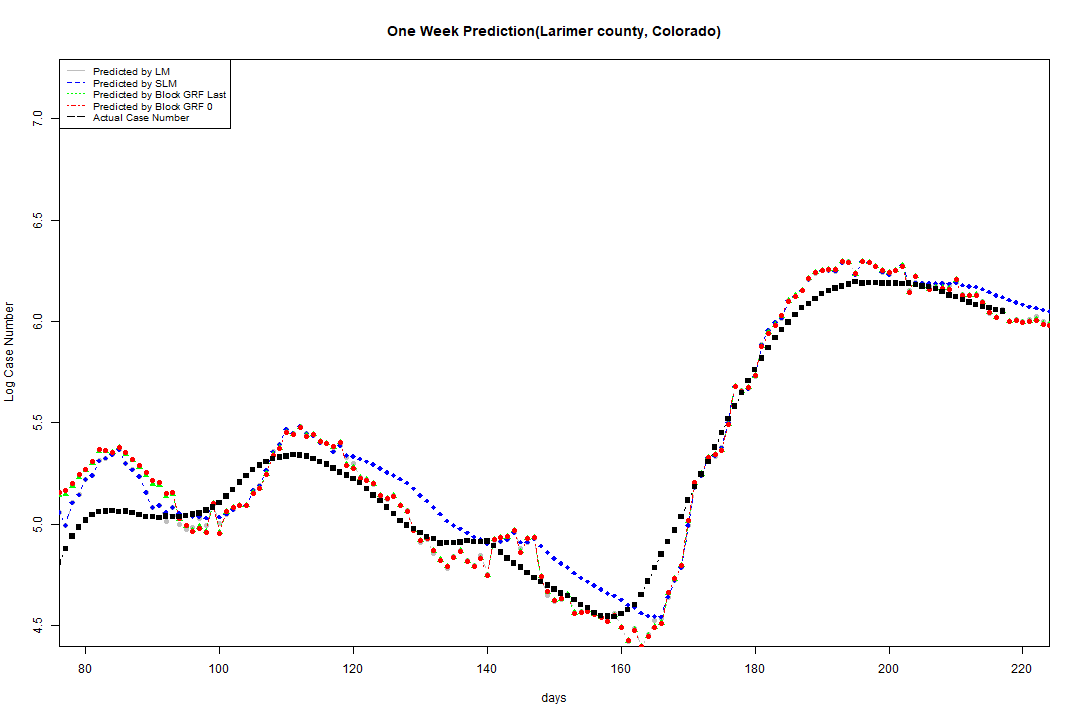 One Week Prediction(Larimer county, Colorado)
Predicted by LM
Predicted by SLM
Predicted by Block GRF Last
Predicted by Block GRF 0
Actual Case Number
7.0
6.5
6.0
5.5
5.0
4.5
Log Case Number
80 100 120 140 160 180 200 220
days